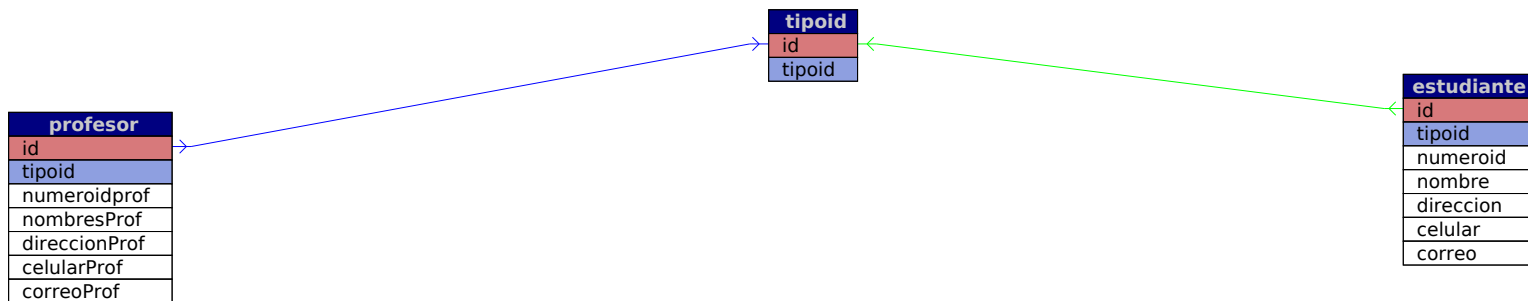 tipoid
id
tipoid
profesor
id
tipoid
numeroidprof
nombresProf
direccionProf
celularProf
correoProf
estudiante
id
tipoid
numeroid
nombre
direccion
celular
correo